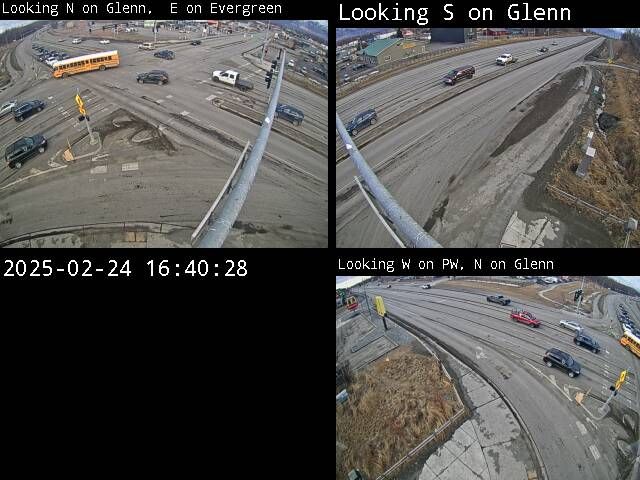 Looking N on Glenn,  E on Evergreen
Looking S on Glenn
2025-02-24 16:40:28
Looking W on PW, N on Glenn